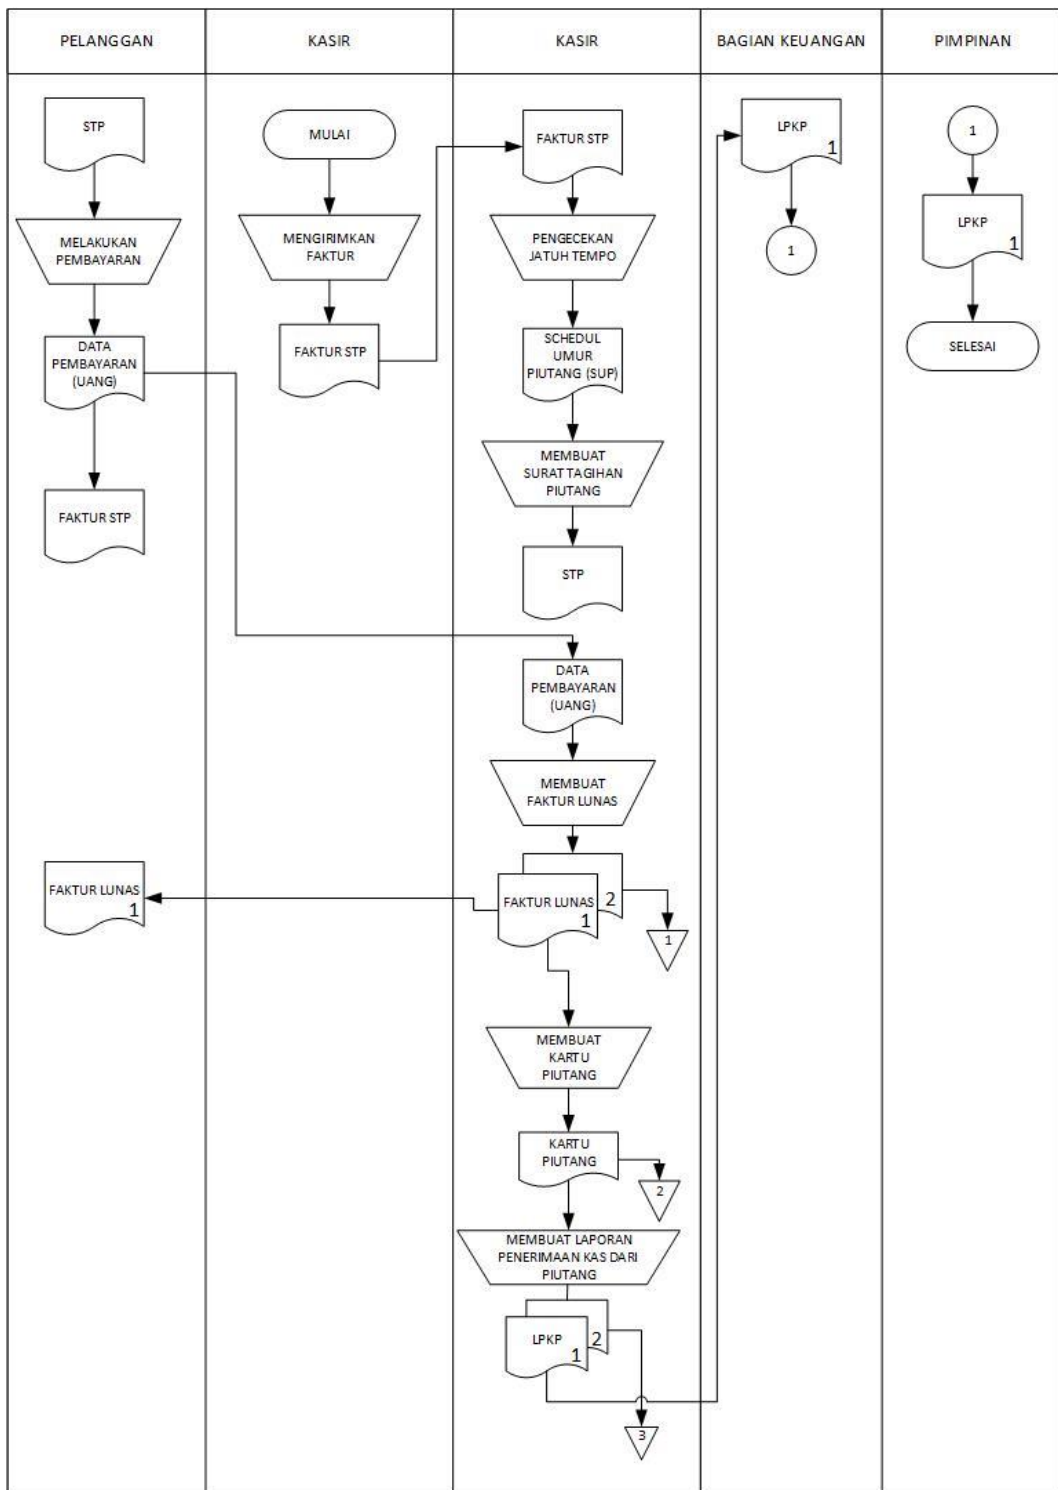 PELANGGAN
KASIR
KASIR
BAGIAN KEUANGAN
PIMPINAN
STP
MELAKUKAN
PEMBAYARAN
DATA
PEMBAYARAN
(UANG)
FAKTUR STP
FAKTUR LUNAS
1
MULAI
MENGIRIMKAN
FAKTUR
FAKTUR STP
FAKTUR STP
PENGECEKAN
JATUH TEMPO
SCHEDUL
UMUR
PIUTANG (SUP)
MEMBUAT
SURAT TAGIHAN
PIUTANG
STP
DATA
PEMBAYARAN
(UANG)
MEMBUAT
FAKTUR LUNAS
FAKTUR LUNAS
1
2
1
MEMBUAT
KARTU
PIUTANG
KARTU
PIUTANG
2
MEMBUAT LAPORAN
PENERIMAAN KAS DARI
PIUTANG
LPKP
1
2
3
LPKP
1
1
1
LPKP
1
SELESAI